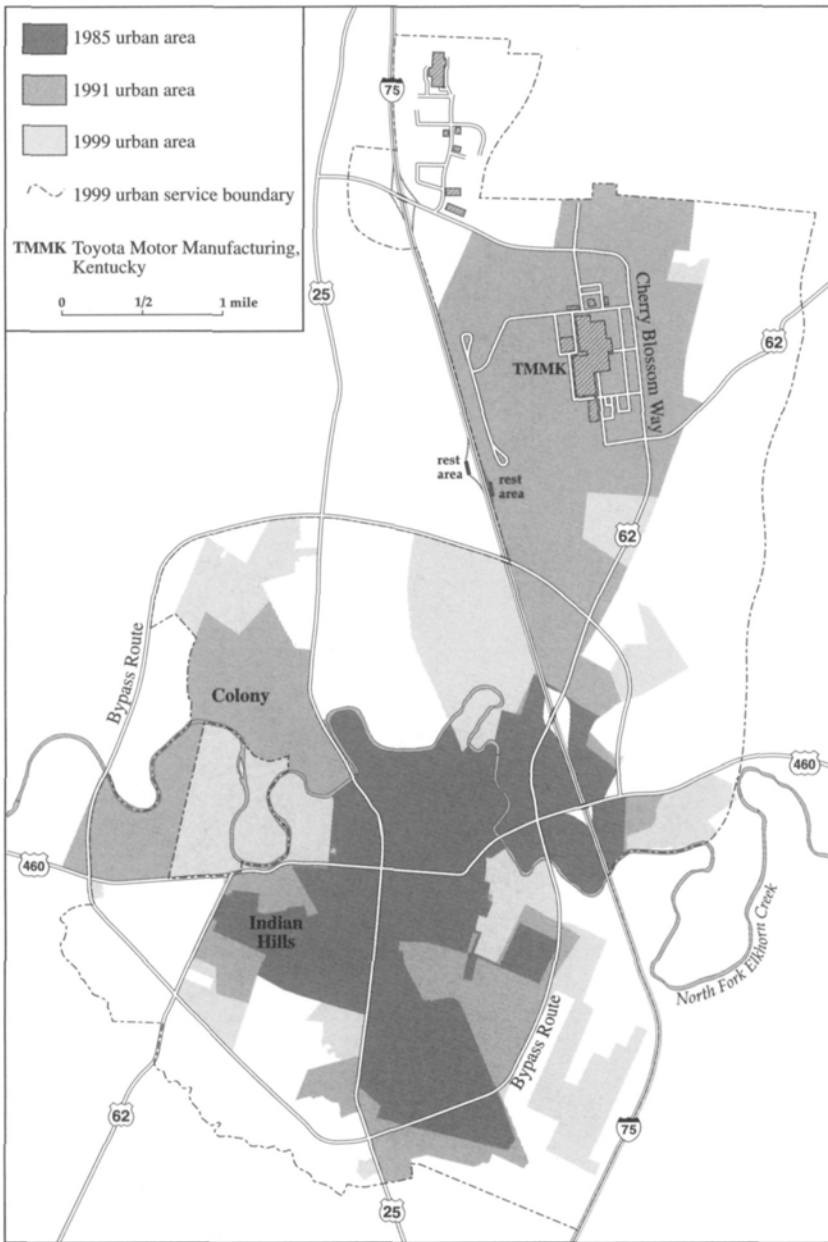 1985 urban area
1991 urban area
1999 urban area
1999 urban service boundary
TMMK Toyota Motor Manufacturing,
Kentucky
0 1/2 1 mile
75
25
Cherry Blossom Way
62
TMMK
rest
area
rest
area
62
Bypass Route
Colony
460
460
Indian
Hills
North Fork Elkhorn Creek
Bypass Route
62
75
25